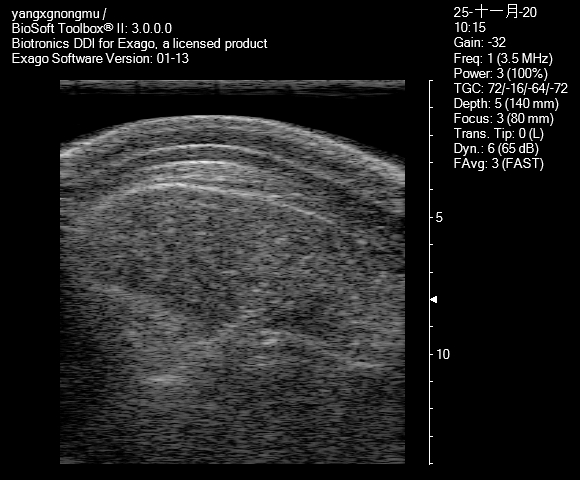 yangxgnongmu /
BioSoft Toolbox® II: 3.0.0.0
Biotronics DDI for Exago, a licensed product
Exago Software Version: 01-13
25-十一月-20
10:15
Gain: -32
Freq: 1 (3.5 MHz)
Power: 3 (100%)
TGC: 72/-16/-64/-72
Depth: 5 (140 mm)
Focus: 3 (80 mm)
Trans. Tip: 0 (L)
Dyn.: 6 (65 dB)
FAvg: 3 (FAST)
5
10